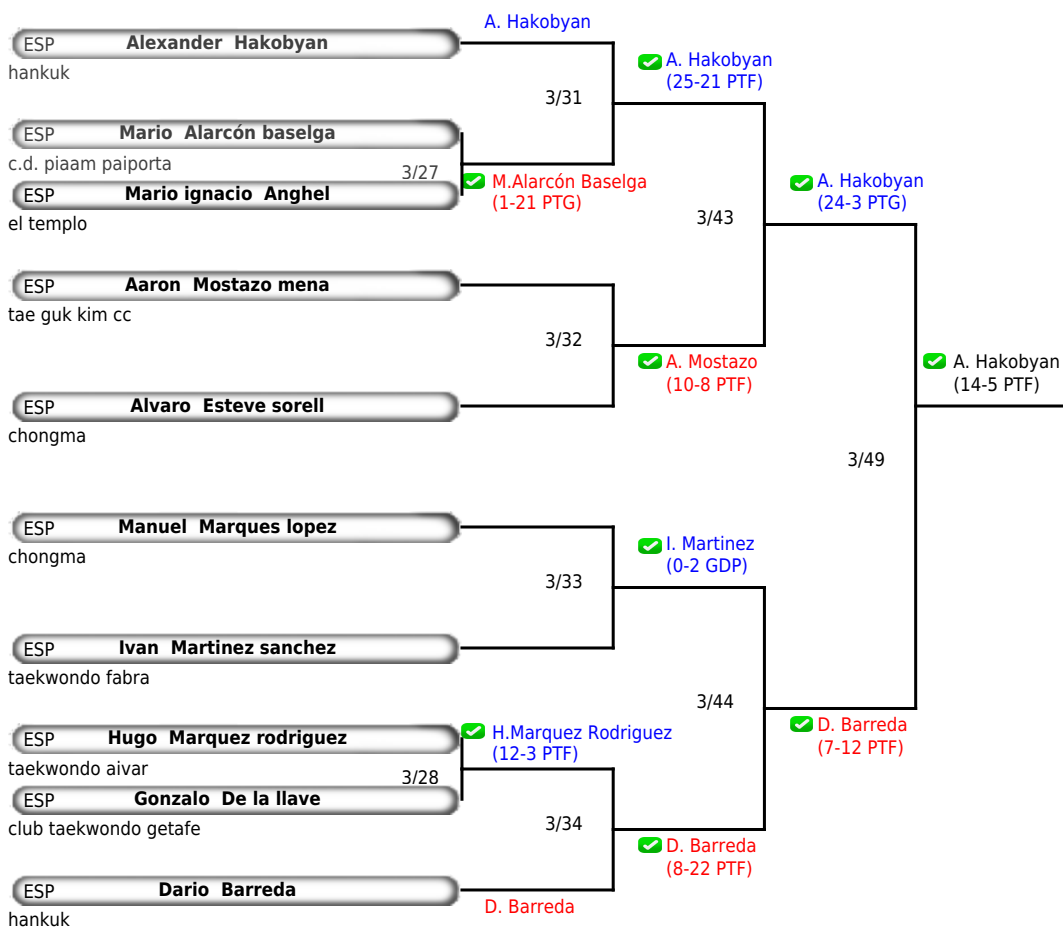 A. Hakobyan
ESP Alexander Hakobyan
hankuk
A. Hakobyan
(25-21 PTF)
3/31
ESP Mario Alarcón baselga
c.d. piaam paiporta
3/27
M.Alarcón Baselga
(1-21 PTG)
ESP Mario ignacio Anghel
el templo
A. Hakobyan
(24-3 PTG)
3/43
ESP Aaron Mostazo mena
tae guk kim cc
3/32
A. Mostazo
(10-8 PTF)
A. Hakobyan
(14-5 PTF)
ESP Alvaro Esteve sorell
chongma
3/49
ESP Manuel Marques lopez
chongma
I. Martinez
(0-2 GDP)
3/33
ESP Ivan Martinez sanchez
taekwondo fabra
3/44
D. Barreda
(7-12 PTF)
ESP Hugo Marquez rodriguez
taekwondo aivar
H.Marquez Rodriguez
(12-3 PTF)
3/28
ESP Gonzalo De la llave
club taekwondo getafe
3/34
D. Barreda
(8-22 PTF)
ESP Dario Barreda
hankuk
D. Barreda